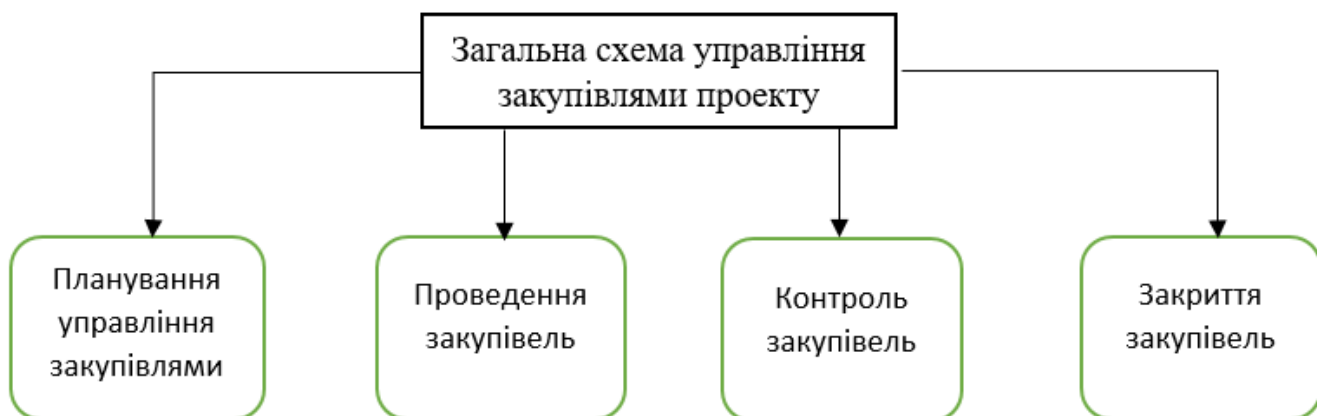 Загальна схема управління
закупівлями проекту
Планування
управління
закупівлями
Проведення
закупівель
Контроль
закупівель
Закриття
закупівель